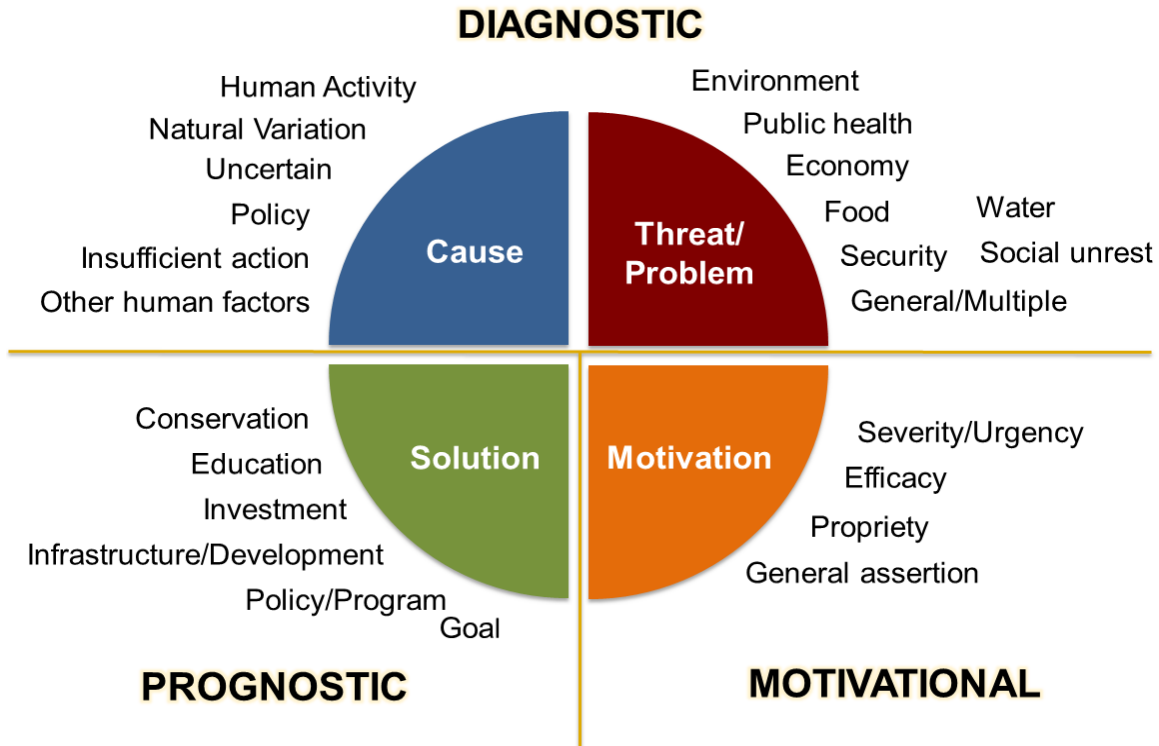 DIAGNOSTIC
Human Activity
Natural Variation
Uncertain
Policy
Insufficient action
Other human factors
Cause
Environment
Public health
Economy
Food
Water
Security
Social unrest
General/Multiple
Threat/
Problem
Conservation
Education
Investment
Infrastructure/Development
Policy/Program
Goal
Solution
PROGNOSTIC
Motivation
Severity/Urgency
Efficacy
Propriety
General assertion
MOTIVATIONAL